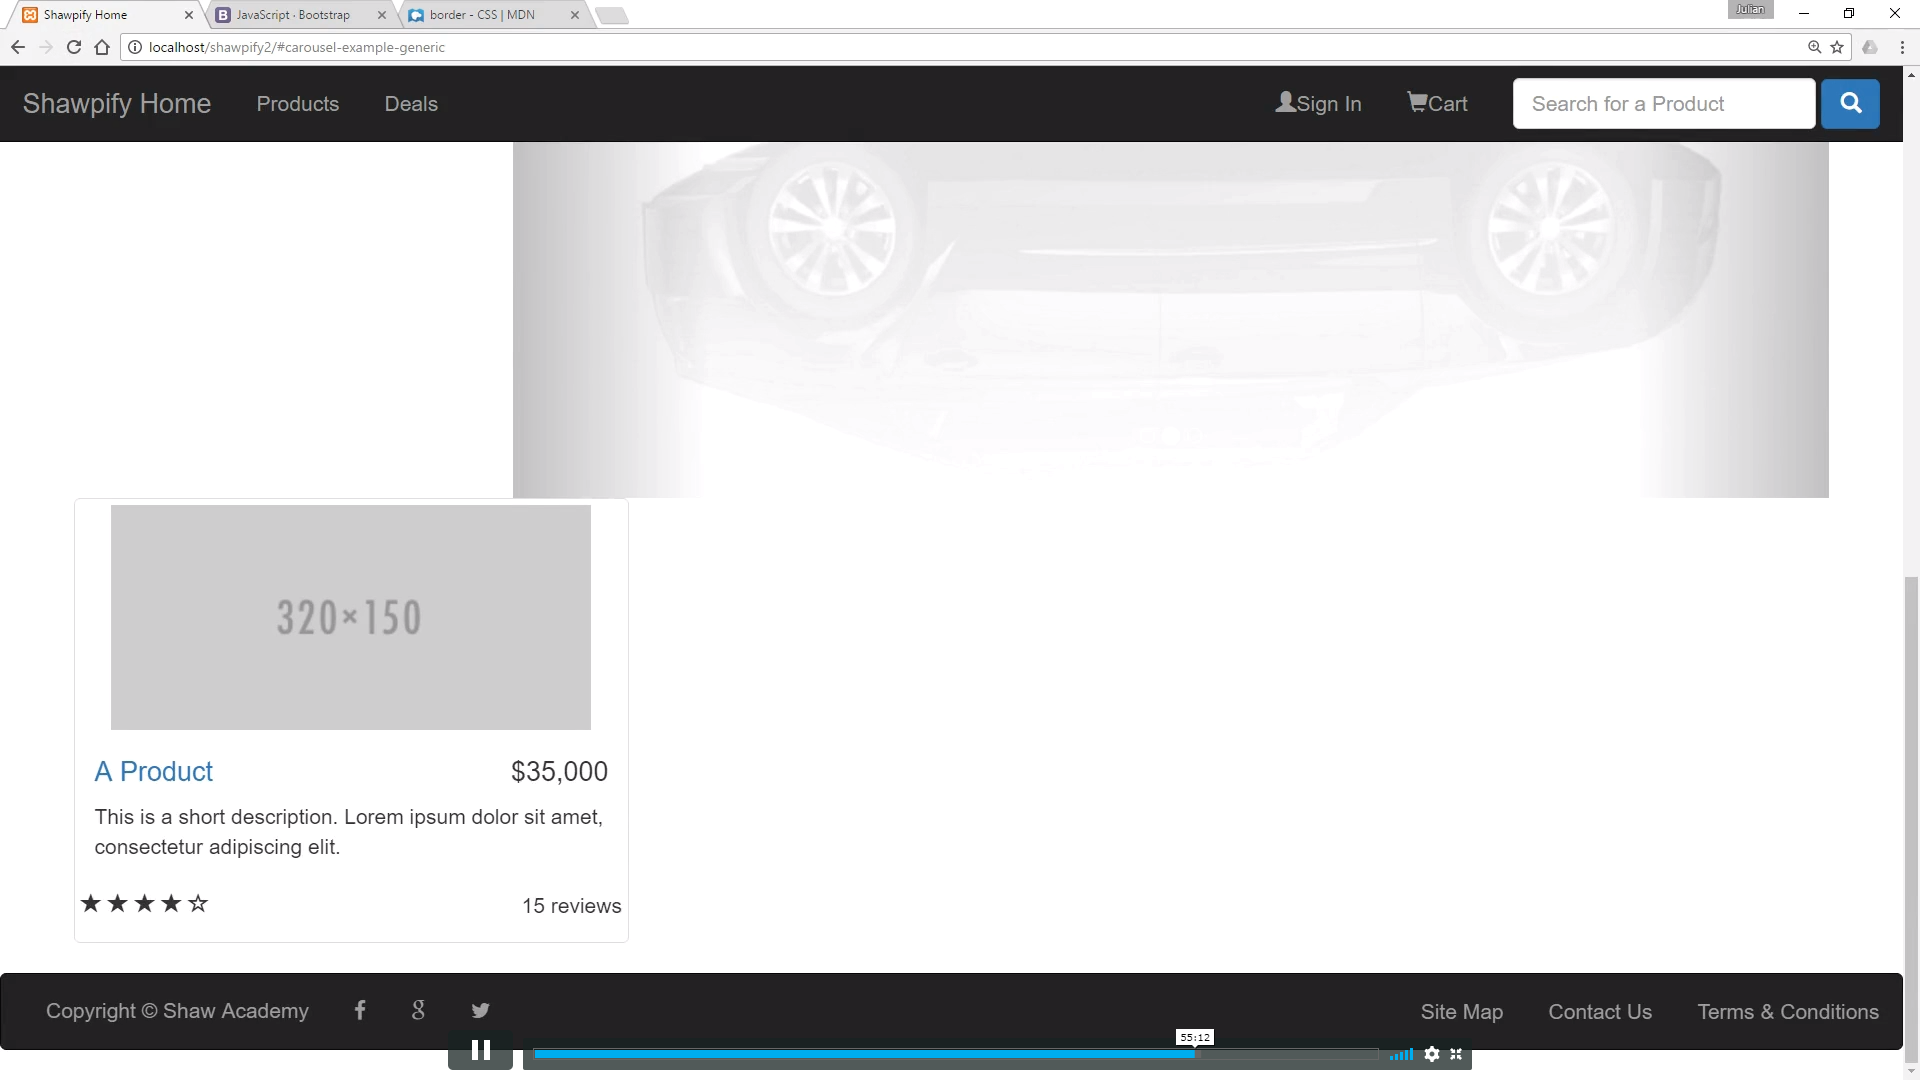 Shawpify Home
JavaScript · Bootstrap
border - CSS | MDN
Julian
localhost/shawpify2/#carousel-example-generic
Shawpify Home
Products
Deals
Sign In
Cart
Search for a Product
320×150
A Product
$35,000
This is a short description. Lorem ipsum dolor sit amet,
consectetur adipiscing elit.
15 reviews
Copyright © Shaw Academy
Site Map
Contact Us
Terms & Conditions
55:12